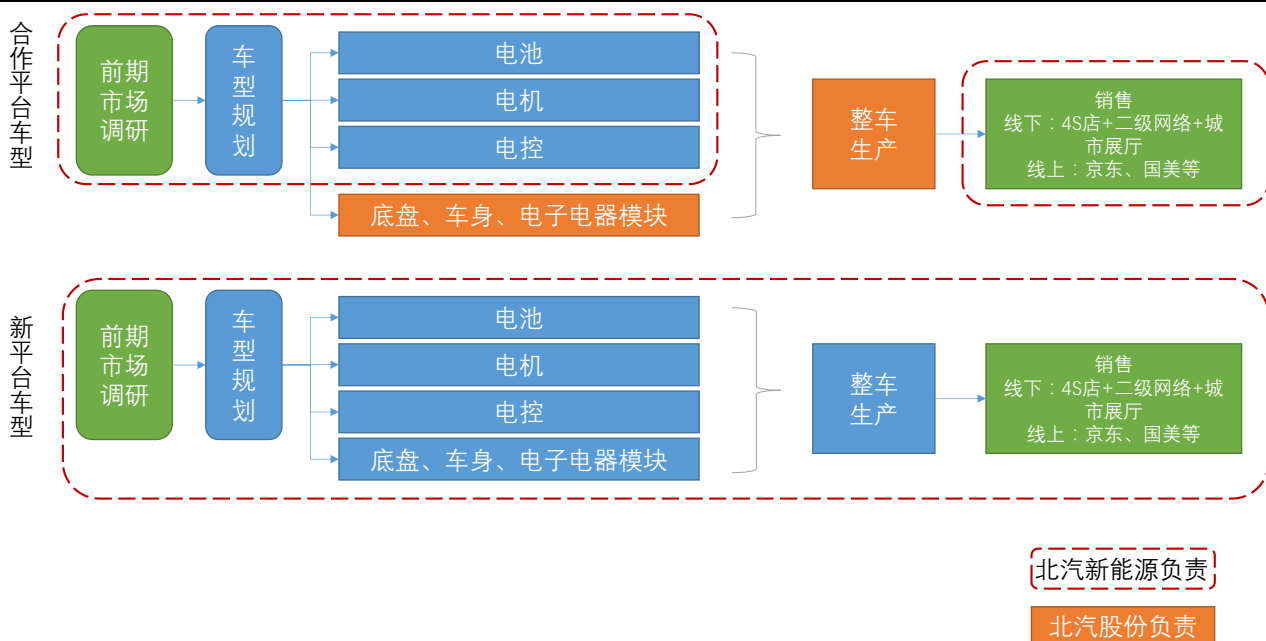 合作平台车型
前期
市场
调研
车型规划
电池
电机
电控
底盘、车身、电子电器模块
整车
生产
销售
线下：4S店+二级网络+城
市展厅
线上：京东、国美等
新平台车型
前期
市场
调研
车型规划
电池
电机
电控
底盘、车身、电子电器模块
整车
生产
销售
线下：4S店+二级网络+城
市展厅
线上：京东、国美等
北汽新能源负责
北汽股份负责